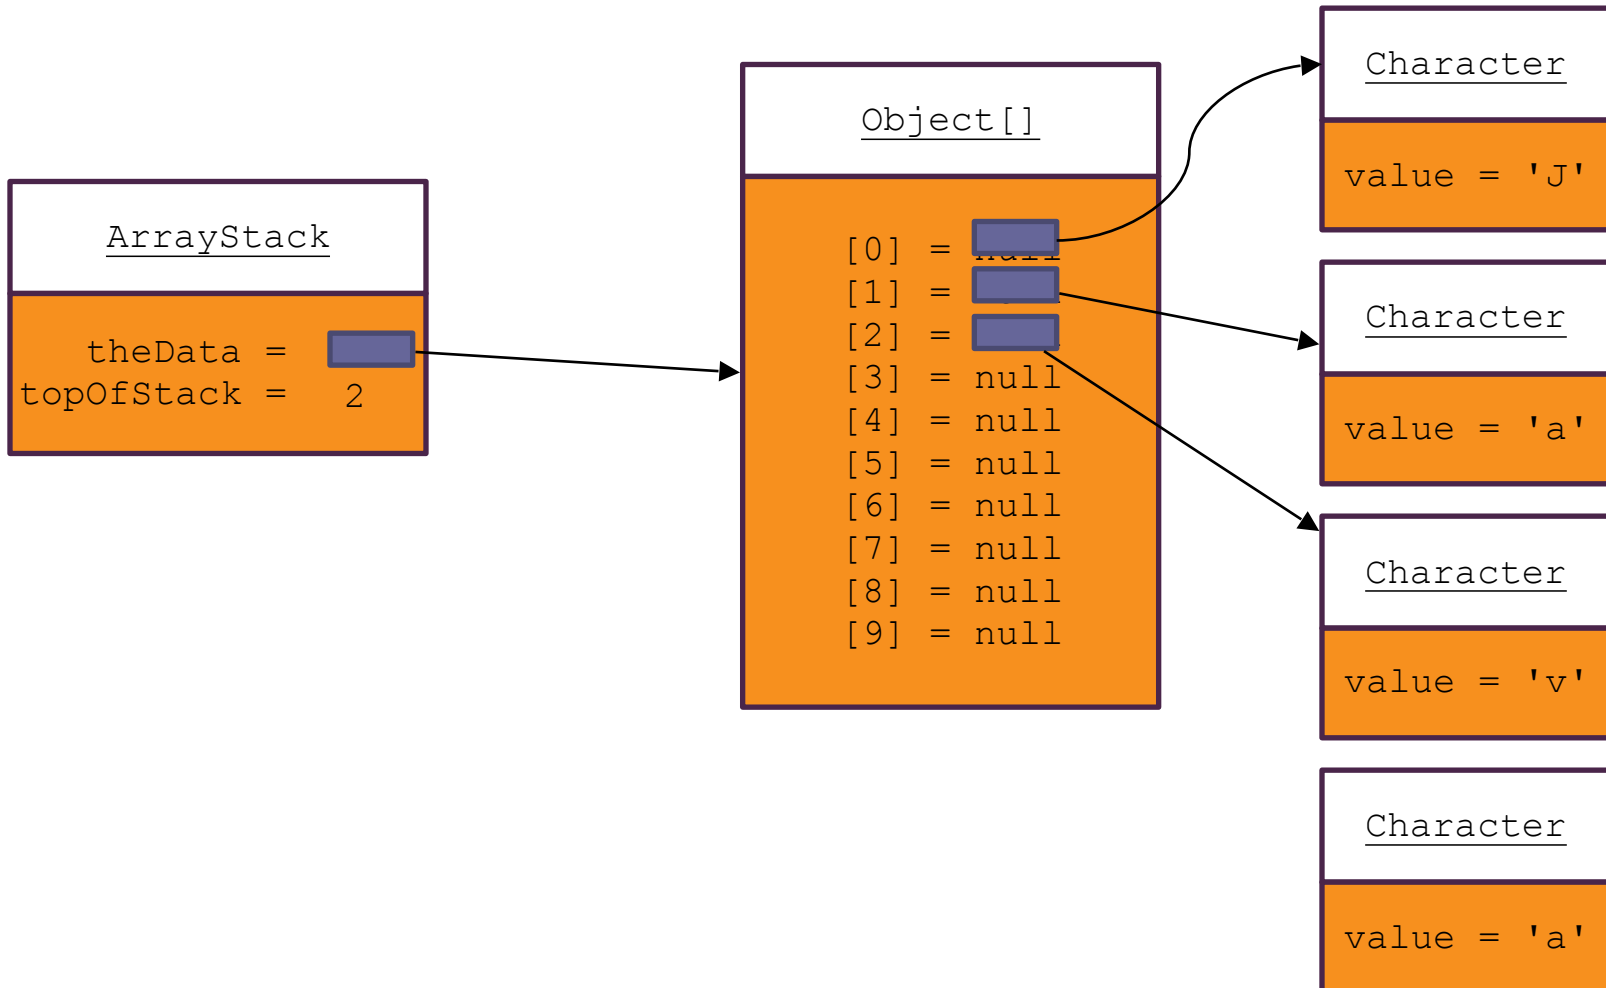 ArrayStack
theData =
topOfStack = 2
Object[]
[0] =
[1] =
[2] =
[3] = null
[4] = null
[5] = null
[6] = null
[7] = null
[8] = null
[9] = null
Character
value = 'J'
Character
value = 'a'
Character
value = 'v'
Character
value = 'a'